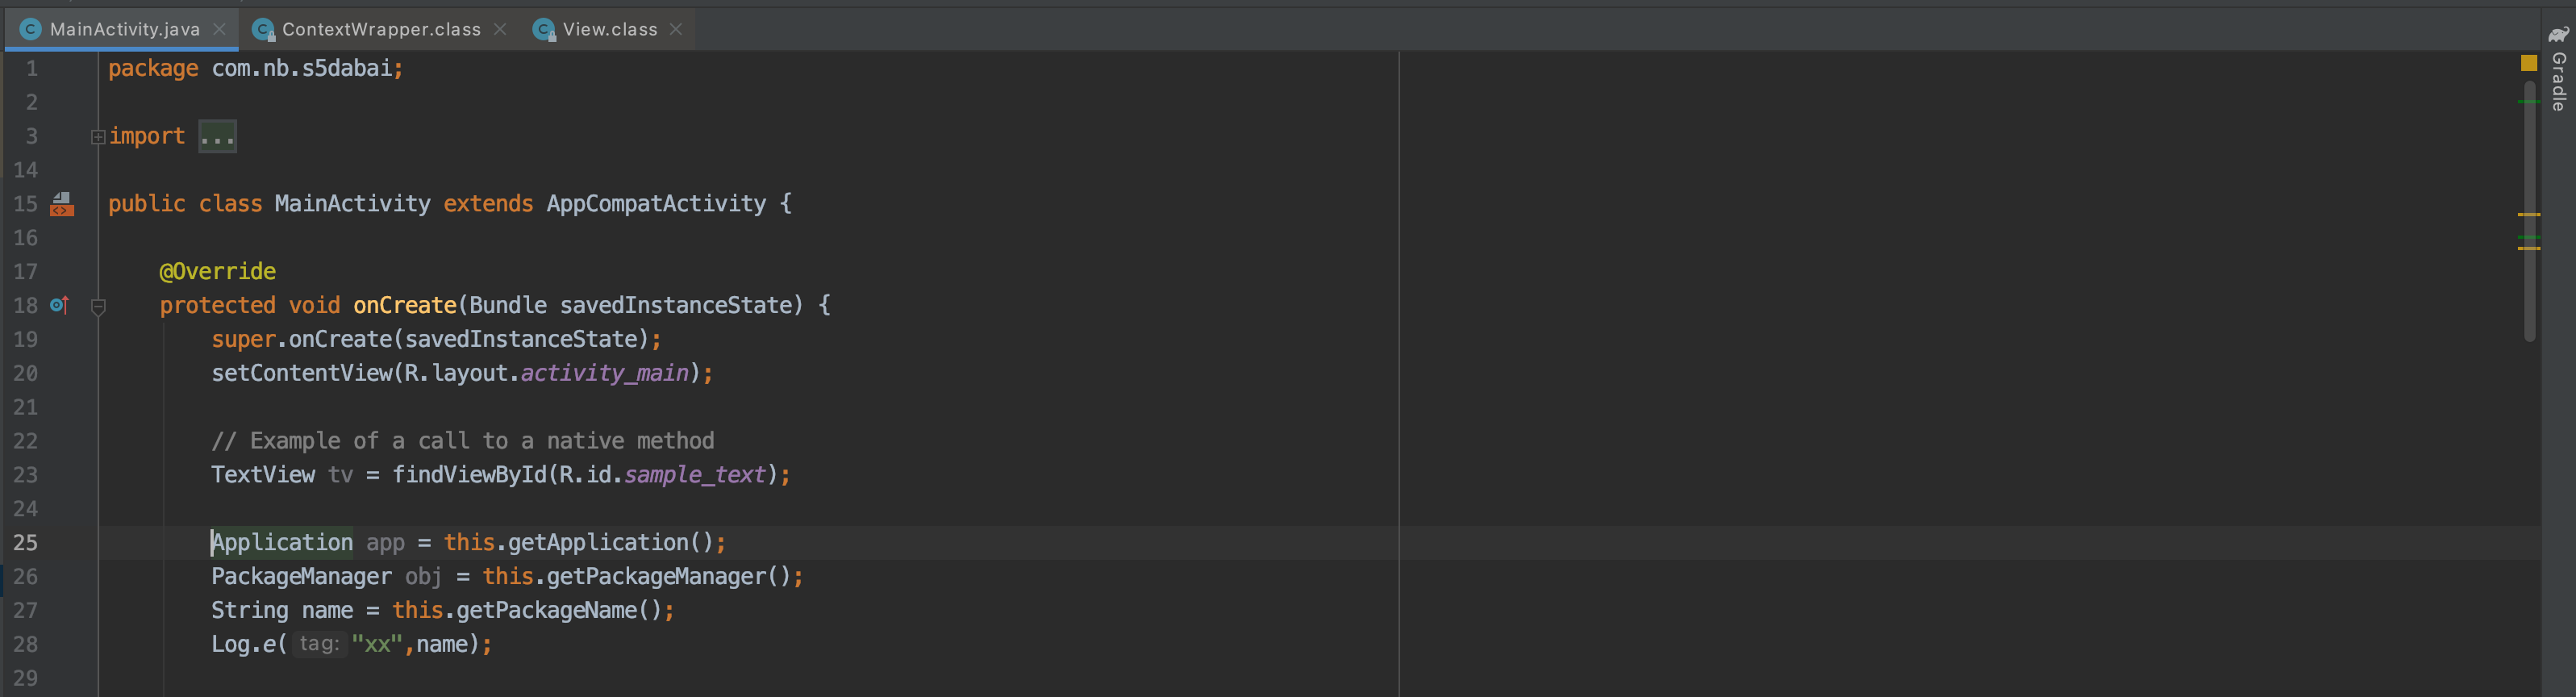 MainActivity.java ContextWrapper.class View.class
Gradle
1 package com.nb.s5dabai;
2
3 import ...
14
15 public class MainActivity extends AppCompatActivity {
16
17 @Override
18 protected void onCreate(Bundle savedInstanceState) {
19 super.onCreate(savedInstanceState);
20 setContentView(R.layout.activity_main);
21
22 // Example of a call to a native method
23 TextView tv = findViewById(R.id.sample_text);
24
25 Application app = this.getApplication();
26 PackageManager obj = this.getPackageManager();
27 String name = this.getPackageName();
28 Log.e( tag: "xx",name);
29